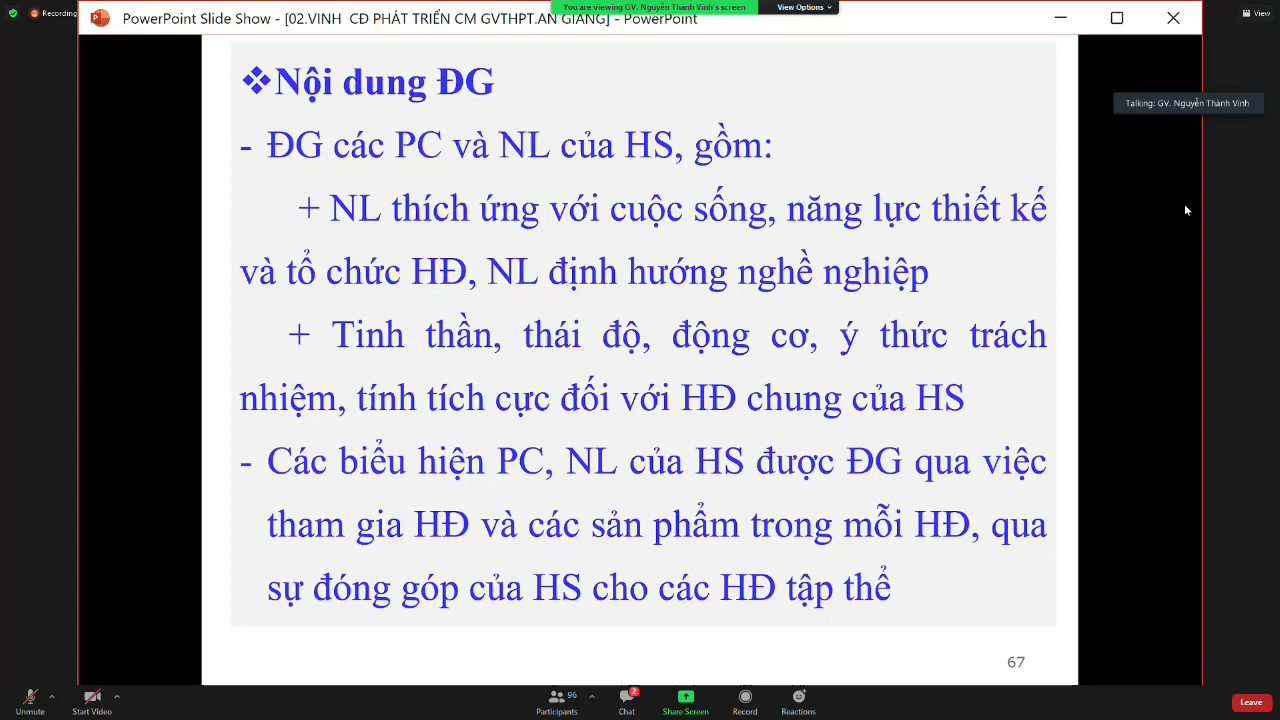 Recording
PowerPoint Slide Show - [02.VINH CĐ PHÁT TRIỂN CM GVTHPT.AN GIANG] - PowerPoint
You are viewing GV. Nguyễn Thành Vinh's screen
View Options
View
Talking: GV. Nguyễn Thành Vinh
❖Nội dung ĐG
- ĐG các PC và NL của HS, gồm:
+ NL thích ứng với cuộc sống, năng lực thiết kế
và tổ chức HĐ, NL định hướng nghề nghiệp
+ Tinh thần, thái độ, động cơ, ý thức trách
nhiệm, tính tích cực đối với HĐ chung của HS
- Các biểu hiện PC, NL của HS được ĐG qua việc
tham gia HĐ và các sản phẩm trong mỗi HĐ, qua
sự đóng góp của HS cho các HĐ tập thể
67
Unmute
Start Video
96
Participants
2
Chat
Share Screen
Record
Reactions
Leave